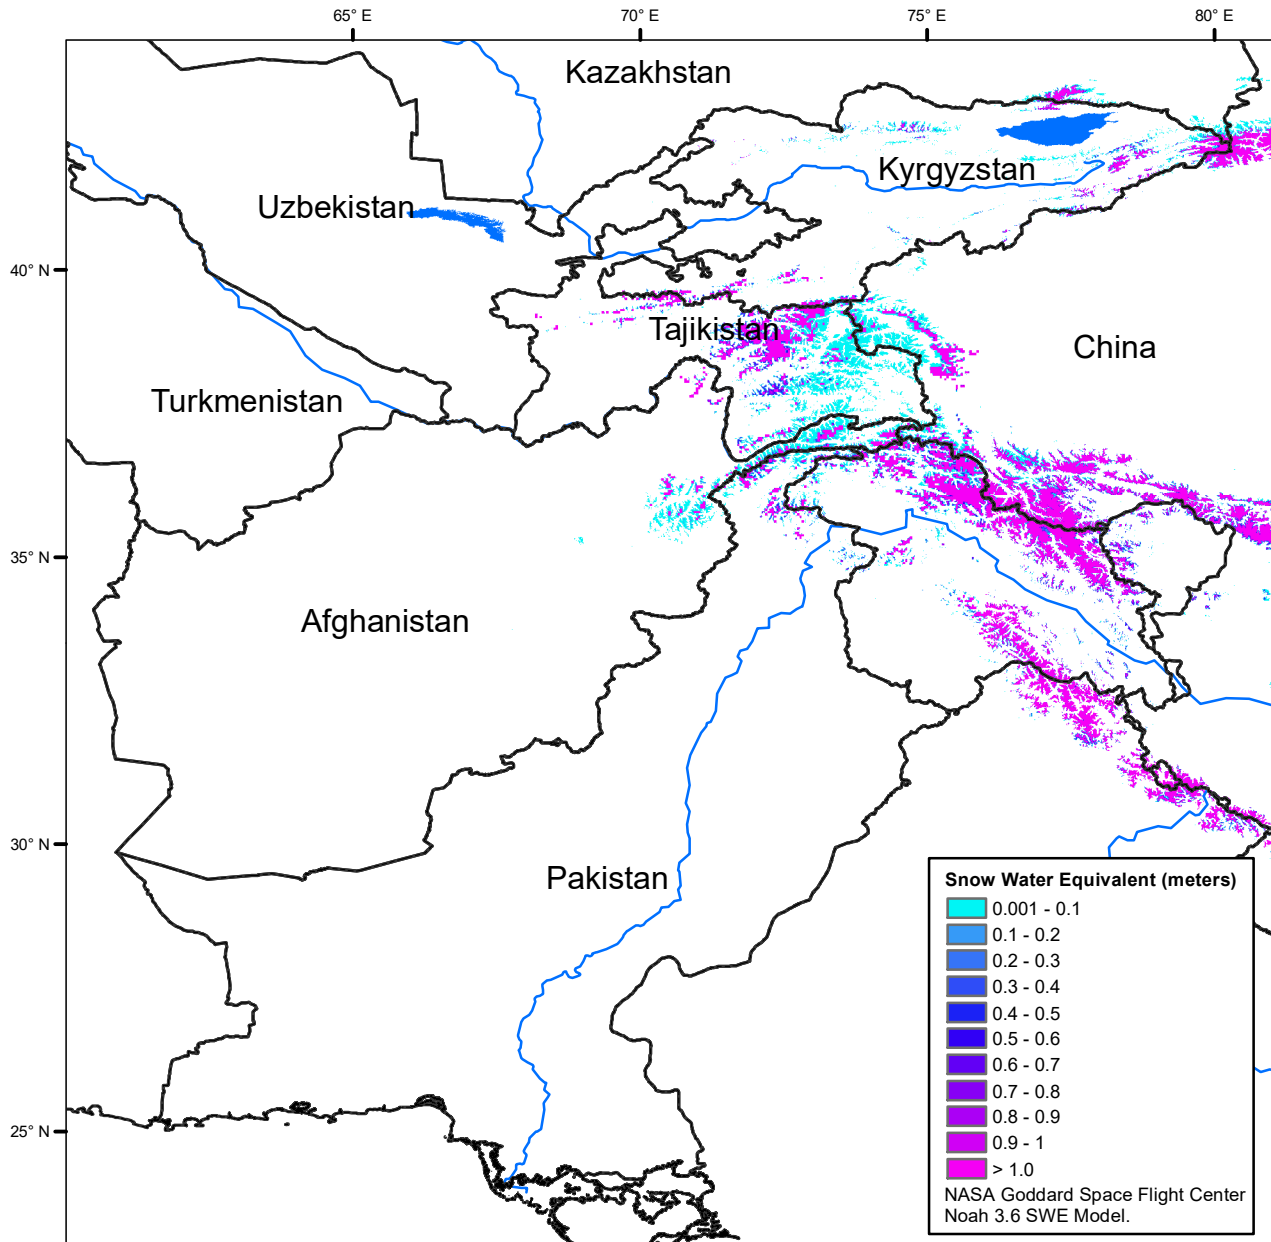 65° E
70° E
75° E
80° E
Kazakhstan
Kyrgyzstan
Uzbekistan
40° N
Tajikistan
China
Turkmenistan
35° N
Afghanistan
30° N
Pakistan
25° N
Snow Water Equivalent (meters)
0.001 - 0.1
0.1 - 0.2
0.2 - 0.3
0.3 - 0.4
0.4 - 0.5
0.5 - 0.6
0.6 - 0.7
0.7 - 0.8
0.8 - 0.9
0.9 - 1
> 1.0
NASA Goddard Space Flight Center
Noah 3.6 SWE Model.